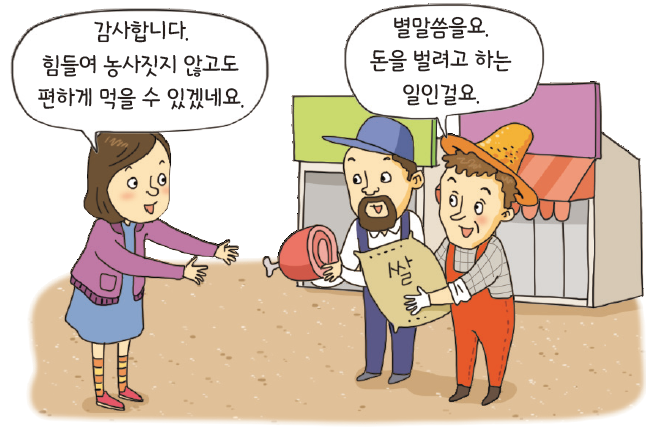 감사합니다.
힘들여 농사짓지 않고도
편하게 먹을 수 있겠네요.
별말씀을요.
돈을 벌려고 하는
일인걸요.
쌀